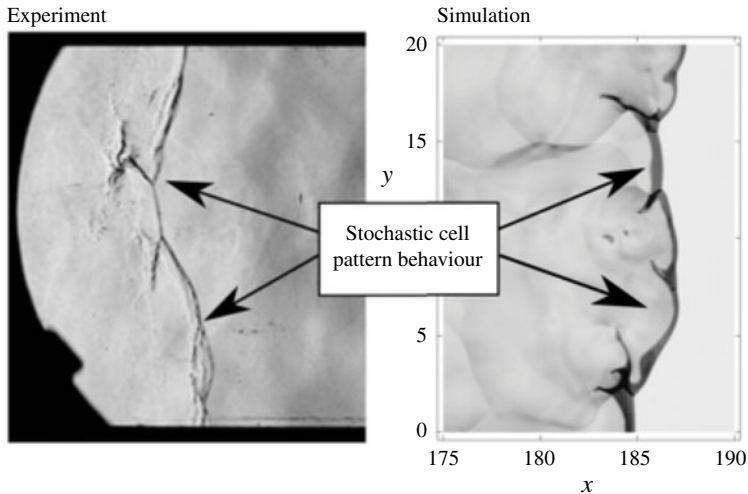 Experiment
Simulation
20
15
y
Stochastic cell
pattern behaviour
10
5
0
175 180 185 190
x